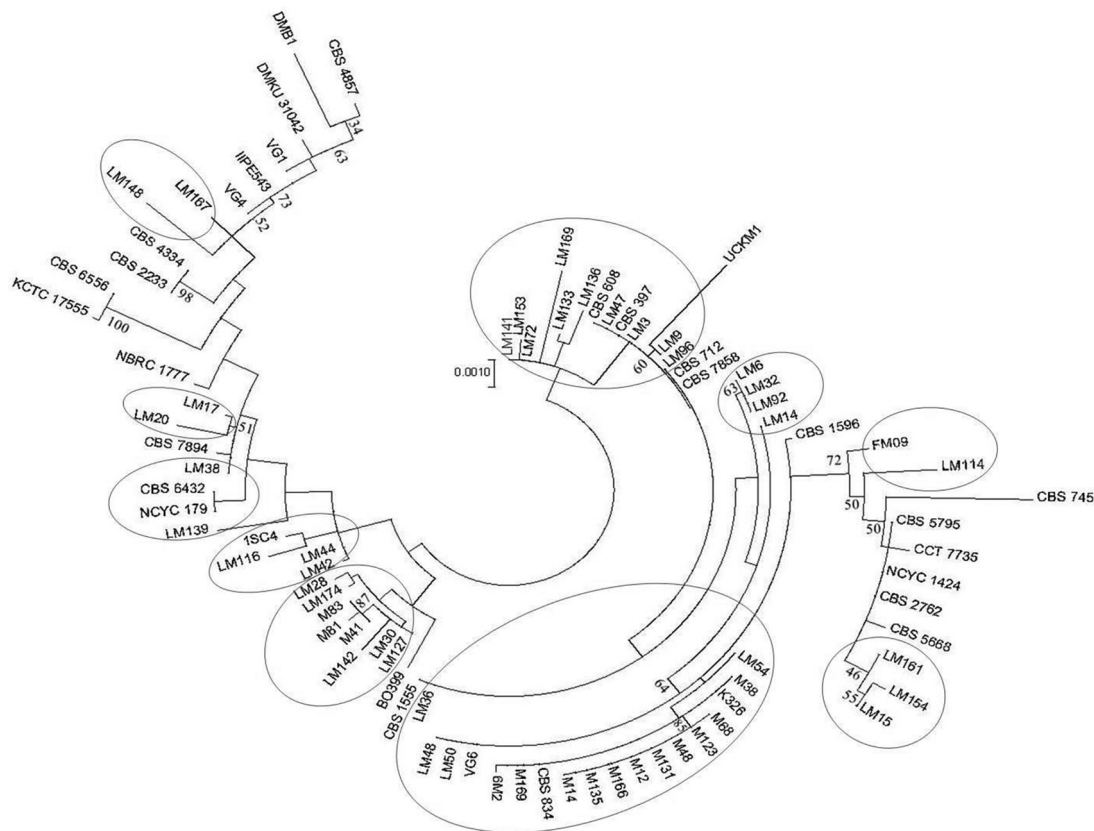 DMB1
CBS 4857
DMKU 31042
34
63
VG1
IIPE543
73
VG4
52
LM167
LM148
CBS 4334
CBS 2233
98
CBS 6556
KCTC 17555
100
NBRC 1777
LM17
51
LM20
CBS 7894
LM38
CBS 6432
NCYC 179
LM139
1SC4
LM116
LM44
LM42
LM28
LM174
M83
87
M81
M41
LM142
LM30
LM127
BO399
CBS 1555
LM36
LM48
LM50
VG6
6M2
M169
CBS 834
M14
M135
M166
M12
M131
M48
M123
85
M68
K326
M38
LM54
64
LM15
55
LM154
46
LM161
CBS 5668
CBS 2762
NCYC 1424
CCT 7735
CBS 5795
50
CBS 745
50
LM114
FM09
72
CBS 1596
LM14
LM92
LM32
63
LM6
CBS 7858
CBS 712
LM96
60
LM9
UCKM1
LM3
CBS 397
LM47
CBS 608
LM136
LM133
LM169
LM72
LM153
LM141
0.0010